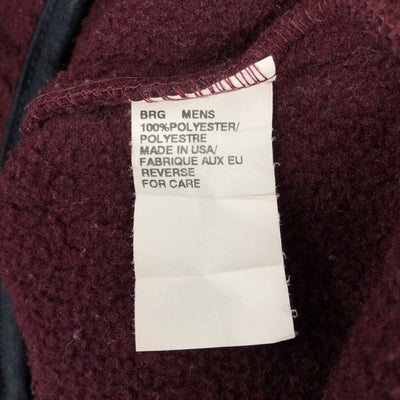 BRG MENS
100%POLYESTER/
POLYESTRE
MADE IN USA/
FABRIQUE AUX EU
REVERSE
FOR CARE